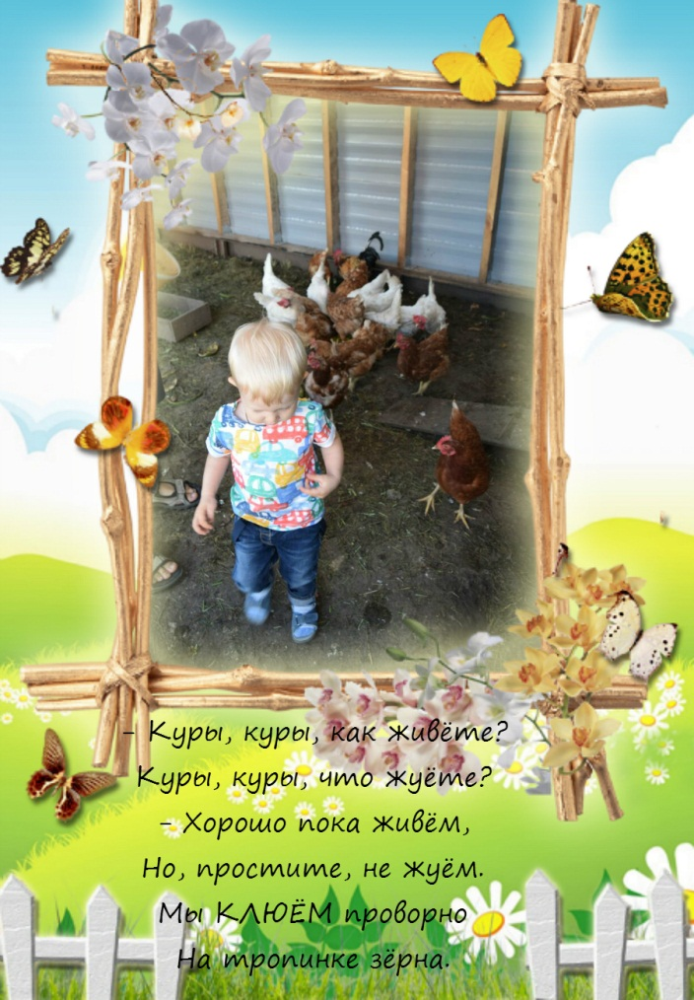 - Куры, куры, как живёте?
Куры, куры, что жуёте?
- Хорошо пока живём,
Но, простите, не жуём.
Мы КЛЮЁМ проворно
На тропинке зёрна.